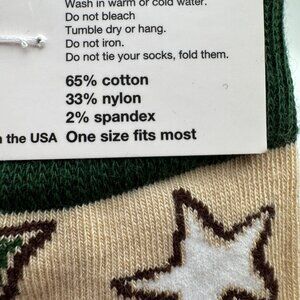 Wash in warm or cold water.
Do not bleach
Tumble dry or hang.
Do not iron.
Do not tie your socks, fold them.
65% cotton
33% nylon
2% spandex
the USA One size fits most